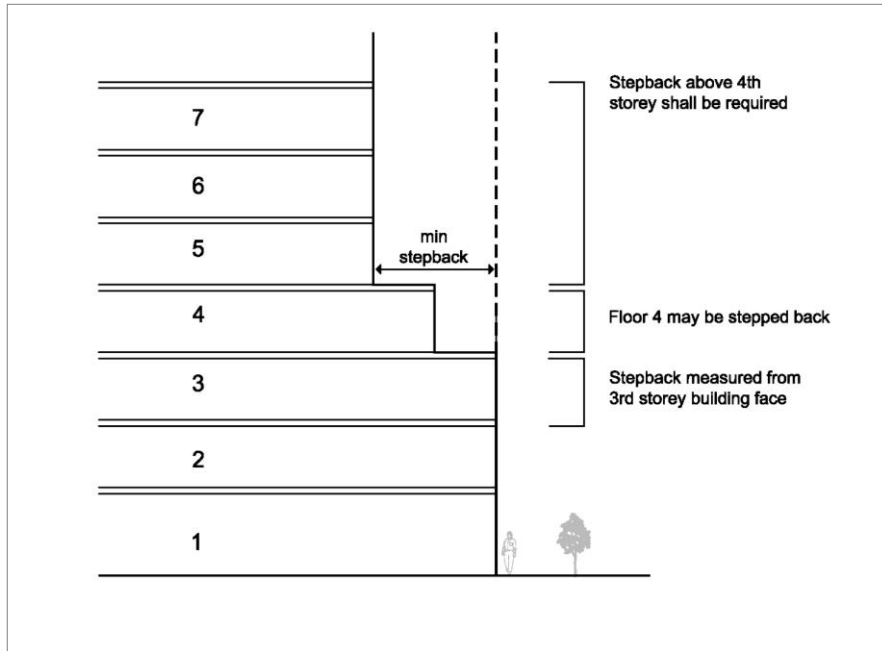 Stepback above 4th
storey shall be required
7
6
min
stepback
5
4
Floor 4 may be stepped back
3
Stepback measured from
3rd storey building face
2
1